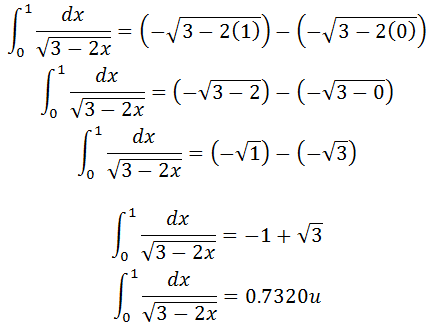 ∫₀¹ dx/√(3 − 2x) = (−√(3 − 2(1))) − (−√(3 − 2(0)))
∫₀¹ dx/√(3 − 2x) = (−√(3 − 2)) − (−√(3 − 0))
∫₀¹ dx/√(3 − 2x) = (−√1) − (−√3)
∫₀¹ dx/√(3 − 2x) = −1 + √3
∫₀¹ dx/√(3 − 2x) = 0.7320u